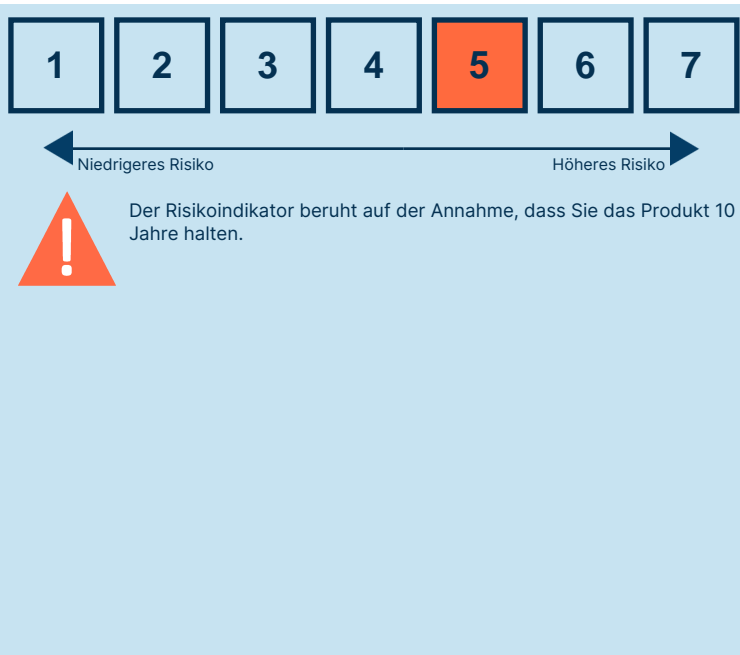 1 2 3 4 5 6 7
Niedrigeres Risiko Höheres Risiko
Der Risikoindikator beruht auf der Annahme, dass Sie das Produkt 10
Jahre halten.